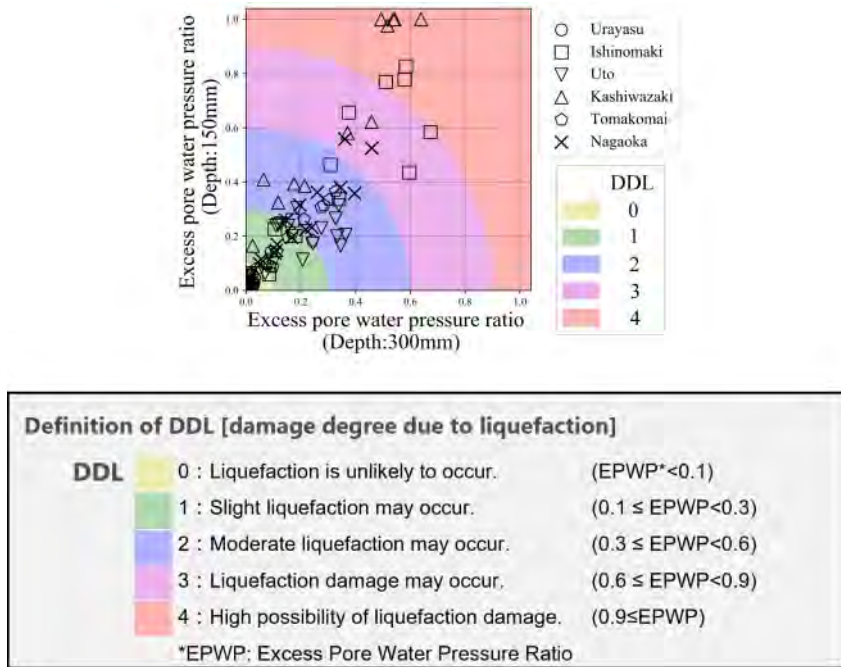 1.0
0.8
0.6
0.4
0.2
0.0
0.0 0.2 0.4 0.6 0.8 1.0
Excess pore water pressure ratio
(Depth:150mm)
Excess pore water pressure ratio
(Depth:300mm)
Urayasu
Ishinomaki
Uto
Kashiwazaki
Tomakomai
Nagaoka
DDL
0
1
2
3
4
Definition of DDL [damage degree due to liquefaction]
DDL 0 : Liquefaction is unlikely to occur. (EPWP*<0.1)
1 : Slight liquefaction may occur. (0.1 ≤ EPWP<0.3)
2 : Moderate liquefaction may occur. (0.3 ≤ EPWP<0.6)
3 : Liquefaction damage may occur. (0.6 ≤ EPWP<0.9)
4 : High possibility of liquefaction damage. (0.9≤EPWP)
*EPWP: Excess Pore Water Pressure Ratio